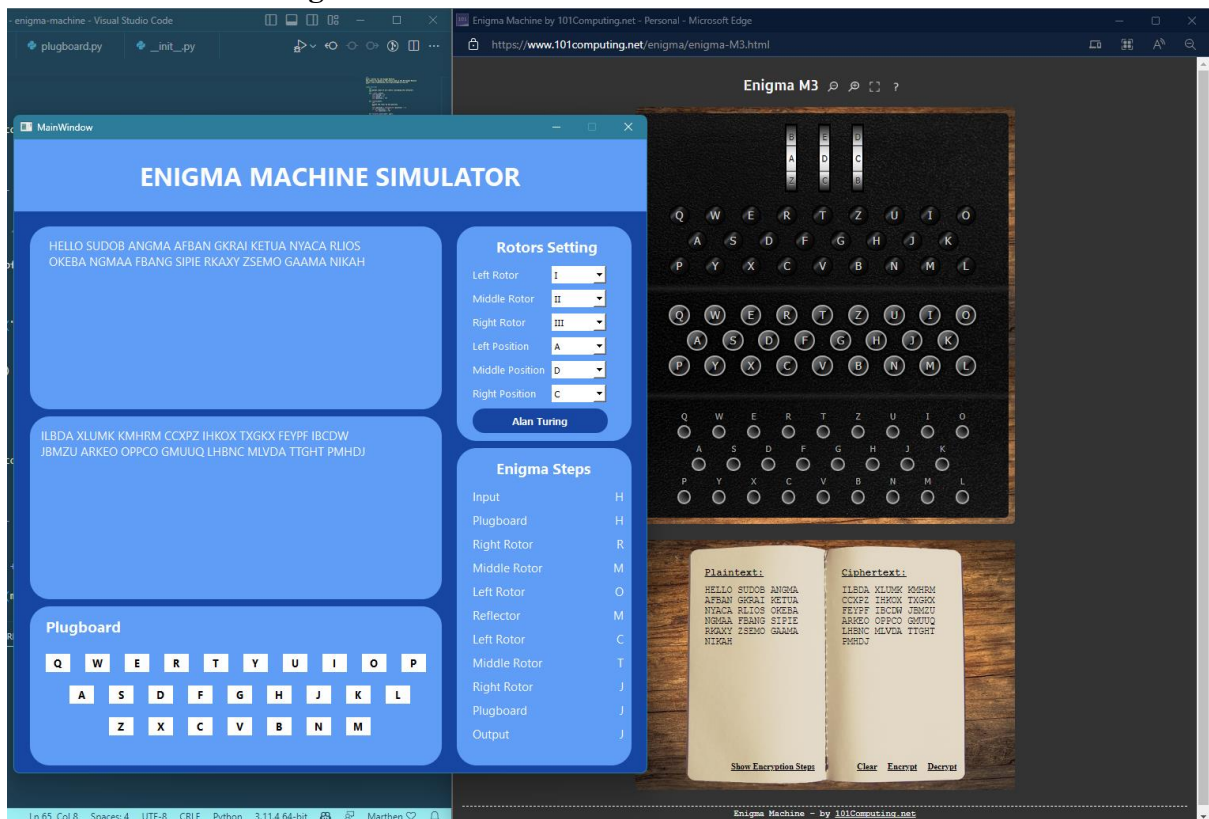 enigma-machine - Visual Studio Code
plugboard.py
__init__.py
Enigma Machine by 101Computing.net - Personal - Microsoft Edge
https://www.101computing.net/enigma/enigma-M3.html
MainWindow
ENIGMA MACHINE SIMULATOR
HELLO SUDOB ANGMA AFBAN GKRAI KETUA NYACA RLIOS
OKEBA NGMAA FBANG SIPIE RKAXY ZSEMO GAAMA NIKAH
ILBDA XLUMK KMHRM CCXPZ IHKOX TXGKX FEYPF IBCDW
JBMZU ARKEO OPPCO GMUUQ LHBNC MLVDA TTGHT PMHDJ
Plugboard
Q W E R T Y U I O P
A S D F G H J K L
Z X C V B N M
Rotors Setting
Left Rotor I
Middle Rotor II
Right Rotor III
Left Position A
Middle Position D
Right Position C
Alan Turing
Enigma Steps
Input H
Plugboard H
Right Rotor R
Middle Rotor M
Left Rotor O
Reflector M
Left Rotor C
Middle Rotor T
Right Rotor J
Plugboard J
Output J
Enigma M3 ?
B E D
A D C
Z C B
Q W E R T Z U I O
A S D F G H J K
P Y X C V B N M L
Q W E R T Z U I O
A S D F G H J K
P Y X C V B N M L
Q W E R T Z U I O
A S D F G H J K
P Y X C V B N M L
Plaintext:
HELLO SUDOB ANGMA
AFBAN GKRAI KETUA
NYACA RLIOS OKEBA
NGMAA FBANG SIPIE
RKAXY ZSEMO GAAMA
NIKAH
Show Encryption Steps
Ciphertext:
ILBDA XLUMK KMHRM
CCXPZ IHKOX TXGKX
FEYPF IBCDW JBMZU
ARKEO OPPCO GMUUQ
LHBNC MLVDA TTGHT
PMHDJ
Clear Encrypt Decrypt
Enigma Machine - by 101Computing.net
Ln 65, Col 8 Spaces: 4 UTF-8 CRLF Python 3.11.4 64-bit Marthen